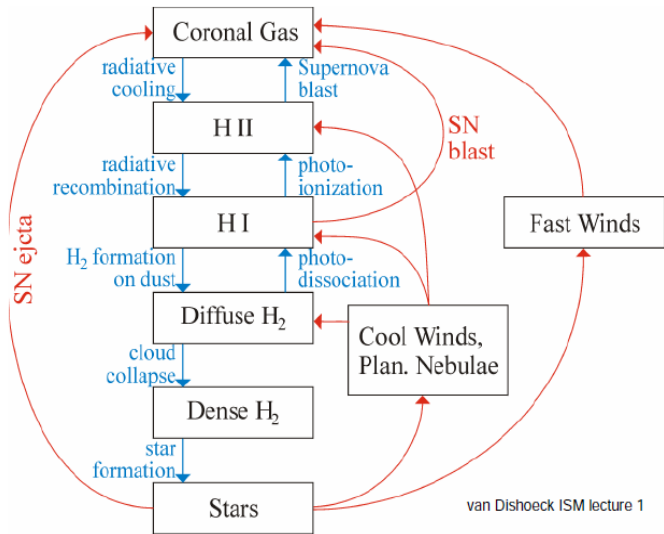 Coronal Gas
radiative
cooling
Supernova
blast
H II
SN
blast
radiative
recombination
photo-
ionization
H I
Fast Winds
SN ejcta
H₂ formation
on dust
photo-
dissociation
Diffuse H₂
Cool Winds,
Plan. Nebulae
cloud
collapse
Dense H₂
star
formation
Stars
van Dishoeck ISM lecture 1